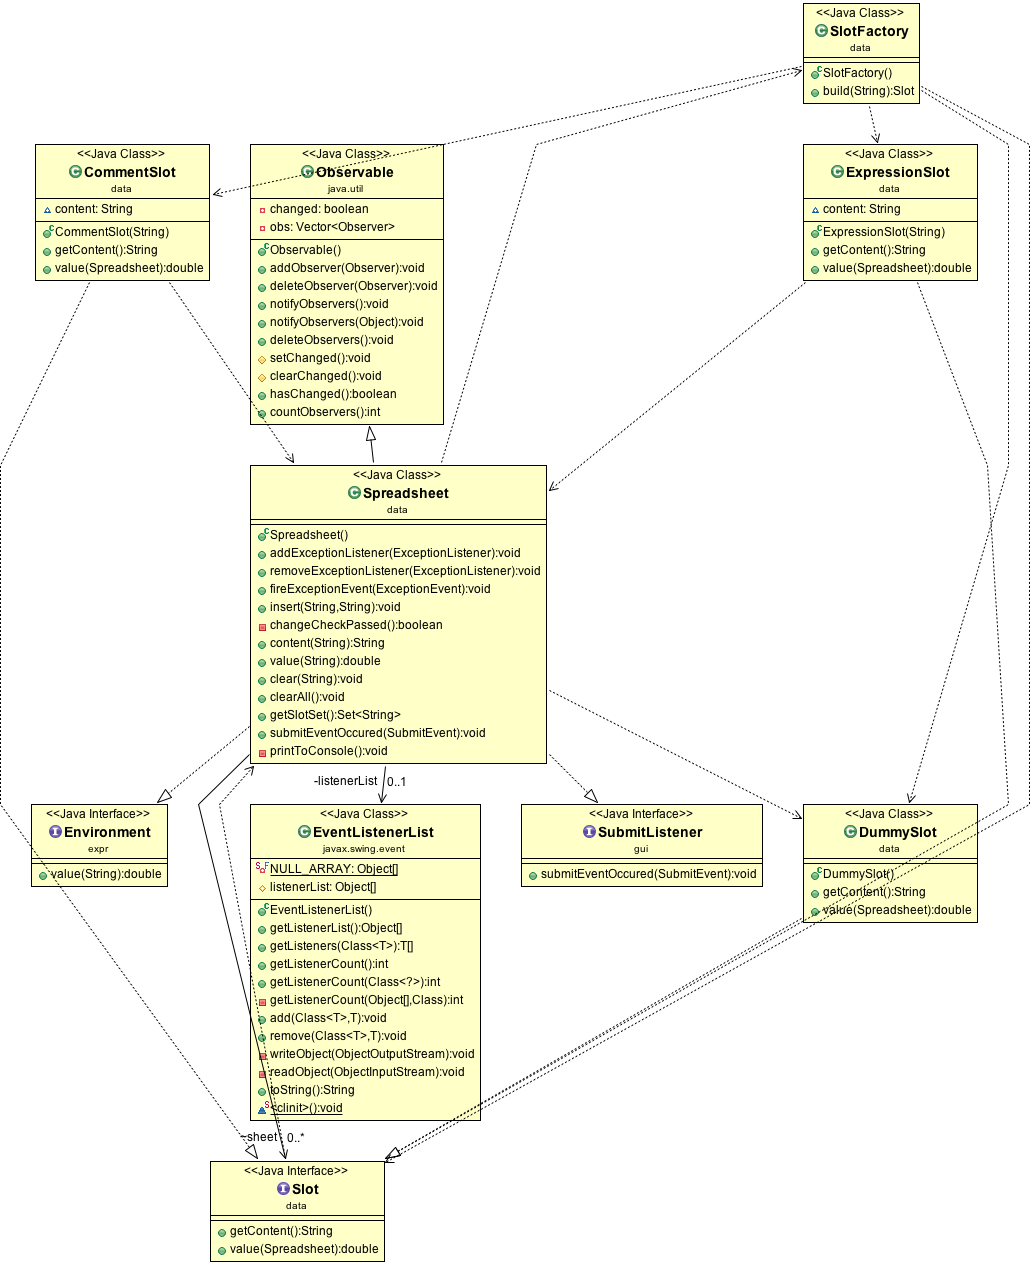 <<Java Class>>
SlotFactory
data
SlotFactory()
build(String):Slot
<<Java Class>>
CommentSlot
data
content: String
CommentSlot(String)
getContent():String
value(Spreadsheet):double
<<Java Class>>
Observable
java.util
changed: boolean
obs: Vector<Observer>
Observable()
addObserver(Observer):void
deleteObserver(Observer):void
notifyObservers():void
notifyObservers(Object):void
deleteObservers():void
setChanged():void
clearChanged():void
hasChanged():boolean
countObservers():int
<<Java Class>>
ExpressionSlot
data
content: String
ExpressionSlot(String)
getContent():String
value(Spreadsheet):double
<<Java Class>>
Spreadsheet
data
Spreadsheet()
addExceptionListener(ExceptionListener):void
removeExceptionListener(ExceptionListener):void
fireExceptionEvent(ExceptionEvent):void
insert(String,String):void
changeCheckPassed():boolean
content(String):String
value(String):double
clear(String):void
clearAll():void
getSlotSet():Set<String>
submitEventOccured(SubmitEvent):void
printToConsole():void
-listenerList 0..1
<<Java Interface>>
Environment
expr
value(String):double
<<Java Class>>
EventListenerList
javax.swing.event
NULL_ARRAY: Object[]
listenerList: Object[]
EventListenerList()
getListenerList():Object[]
getListeners(Class<T>):T[]
getListenerCount():int
getListenerCount(Class<?>):int
getListenerCount(Object[],Class):int
add(Class<T>,T):void
remove(Class<T>,T):void
writeObject(ObjectOutputStream):void
readObject(ObjectInputStream):void
toString():String
<clinit>():void
<<Java Interface>>
SubmitListener
gui
submitEventOccured(SubmitEvent):void
<<Java Class>>
DummySlot
data
DummySlot()
getContent():String
value(Spreadsheet):double
~sheet 0..*
<<Java Interface>>
Slot
data
getContent():String
value(Spreadsheet):double